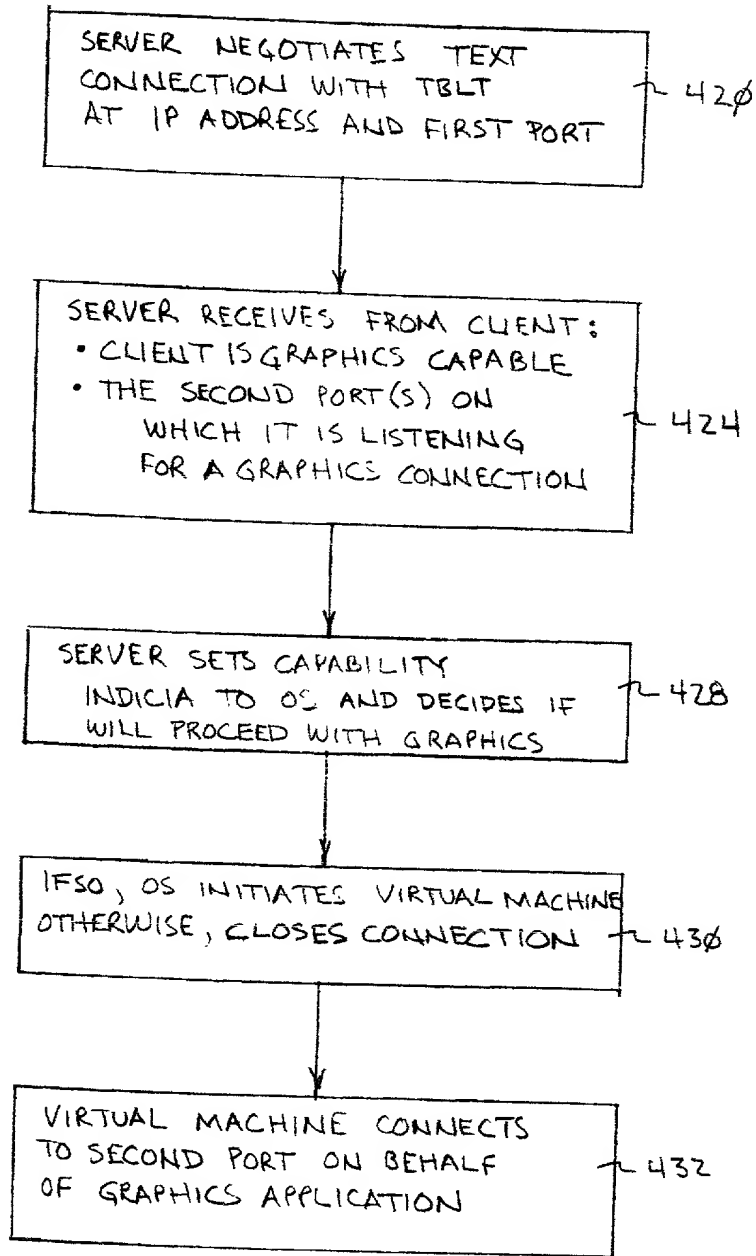 SERVER NEGOTIATES TEXT
CONNECTION WITH TBLT
AT IP ADDRESS AND FIRST PORT
420
SERVER RECEIVES FROM CLIENT:
• CLIENT IS GRAPHICS CAPABLE
• THE SECOND PORT(S) ON
WHICH IT IS LISTENING
FOR A GRAPHICS CONNECTION
424
SERVER SETS CAPABILITY
INDICIA TO OS AND DECIDES IF
WILL PROCEED WITH GRAPHICS
428
IF SO, OS INITIATES VIRTUAL MACHINE
OTHERWISE, CLOSES CONNECTION
430
VIRTUAL MACHINE CONNECTS
TO SECOND PORT ON BEHALF
OF GRAPHICS APPLICATION
432